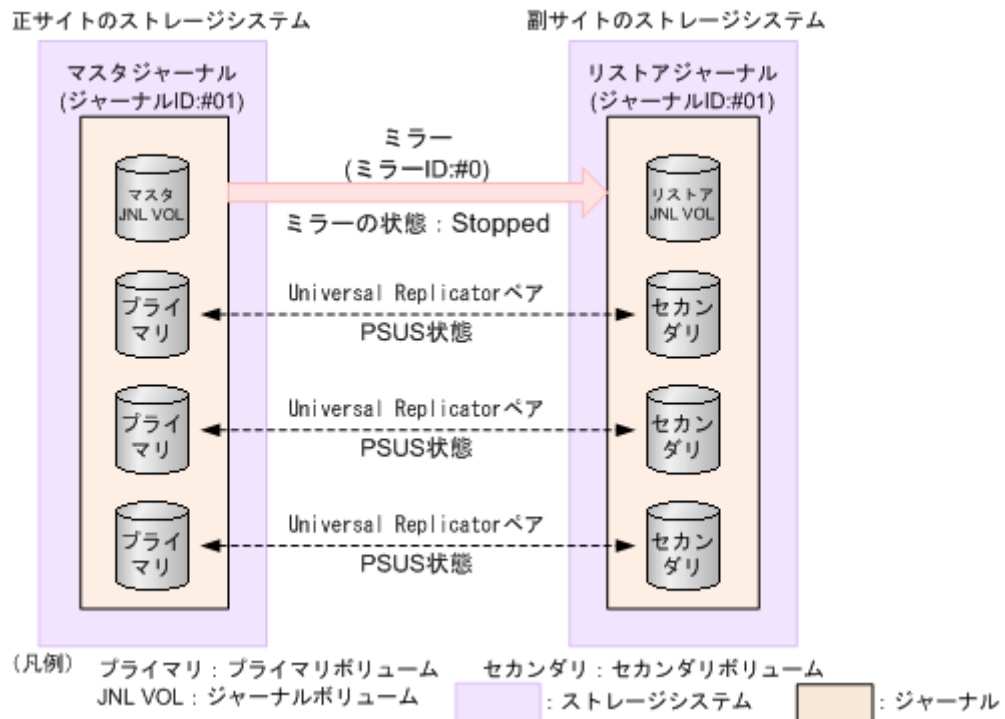 正サイトのストレージシステム
副サイトのストレージシステム
マスタジャーナル
(ジャーナルID:#01)
リストアジャーナル
(ジャーナルID:#01)
ミラー
(ミラーID:#0)
マスタ
JNL VOL
リストア
JNL VOL
ミラーの状態：Stopped
プライ
マリ
Universal Replicatorペア
PSUS状態
セカン
ダリ
プライ
マリ
Universal Replicatorペア
PSUS状態
セカン
ダリ
プライ
マリ
Universal Replicatorペア
PSUS状態
セカン
ダリ
(凡例) プライマリ：プライマリボリューム セカンダリ：セカンダリボリューム
JNL VOL：ジャーナルボリューム ：ストレージシステム ：ジャーナル